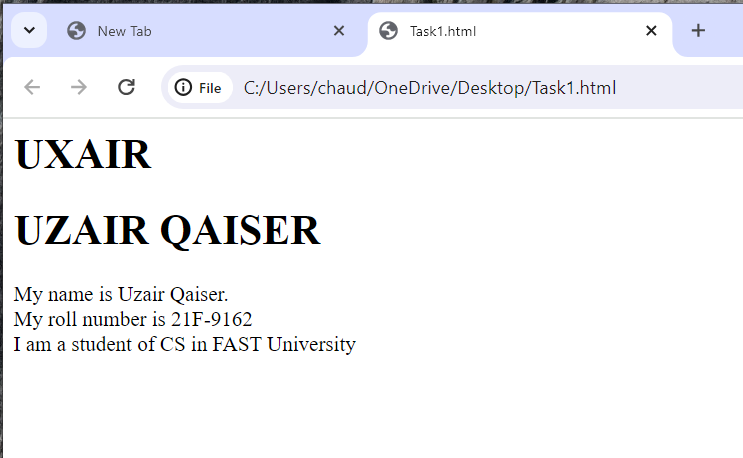 New Tab
Task1.html
File
C:/Users/chaud/OneDrive/Desktop/Task1.html
UXAIR
UZAIR QAISER
My name is Uzair Qaiser.
My roll number is 21F-9162
I am a student of CS in FAST University